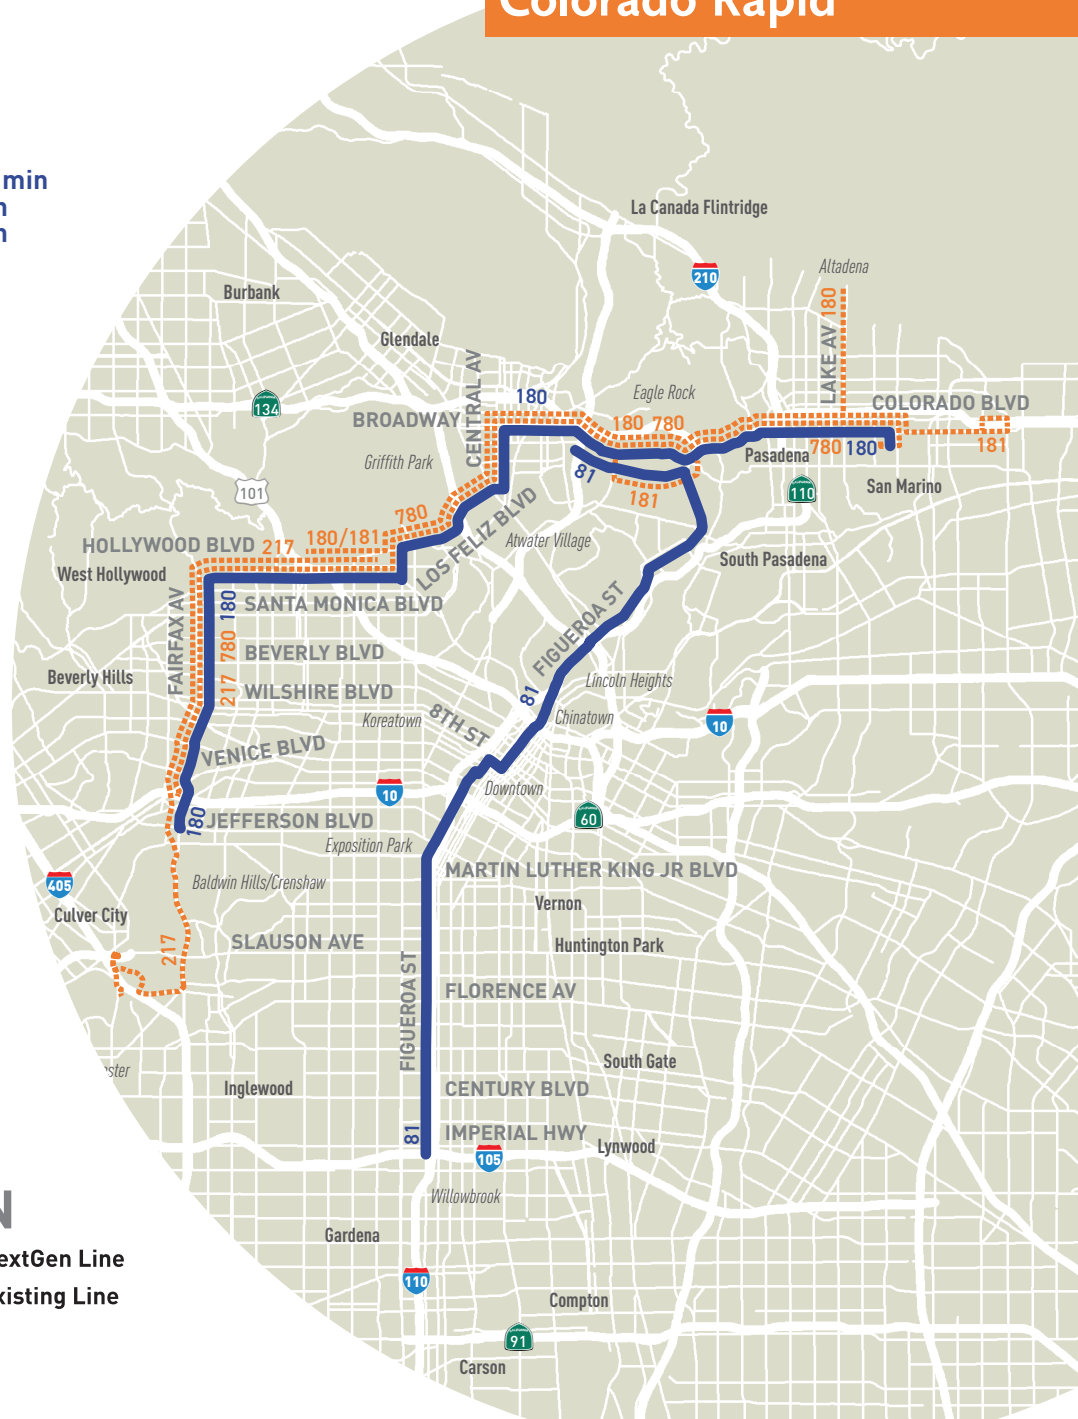 Colorado Rapid
min
La Canada Flintridge
210
Altadena
180
Burbank
Glendale
LAKE AV
CENTRAL AV
180
Eagle Rock
COLORADO BLVD
134
BROADWAY
180 780
Griffith Park
Pasadena
780 180
181
81
181
101
110
San Marino
780
180/181
217
HOLLYWOOD BLVD
LOS FELIZ BLVD
Atwater Village
South Pasadena
West Hollywood
FAIRFAX AV
180
SANTA MONICA BLVD
FIGUEROA ST
780
BEVERLY BLVD
Beverly Hills
217
WILSHIRE BLVD
Lincoln Heights
81
Koreatown
8TH ST
Chinatown
10
VENICE BLVD
10
Downtown
180
JEFFERSON BLVD
60
Exposition Park
MARTIN LUTHER KING JR BLVD
405
Baldwin Hills/Crenshaw
Vernon
Culver City
217
SLAUSON AVE
Huntington Park
FIGUEROA ST
FLORENCE AV
South Gate
Inglewood
CENTURY BLVD
81
IMPERIAL HWY
Lynwood
105
Willowbrook
Gardena
110
Compton
91
Carson
Line
Line